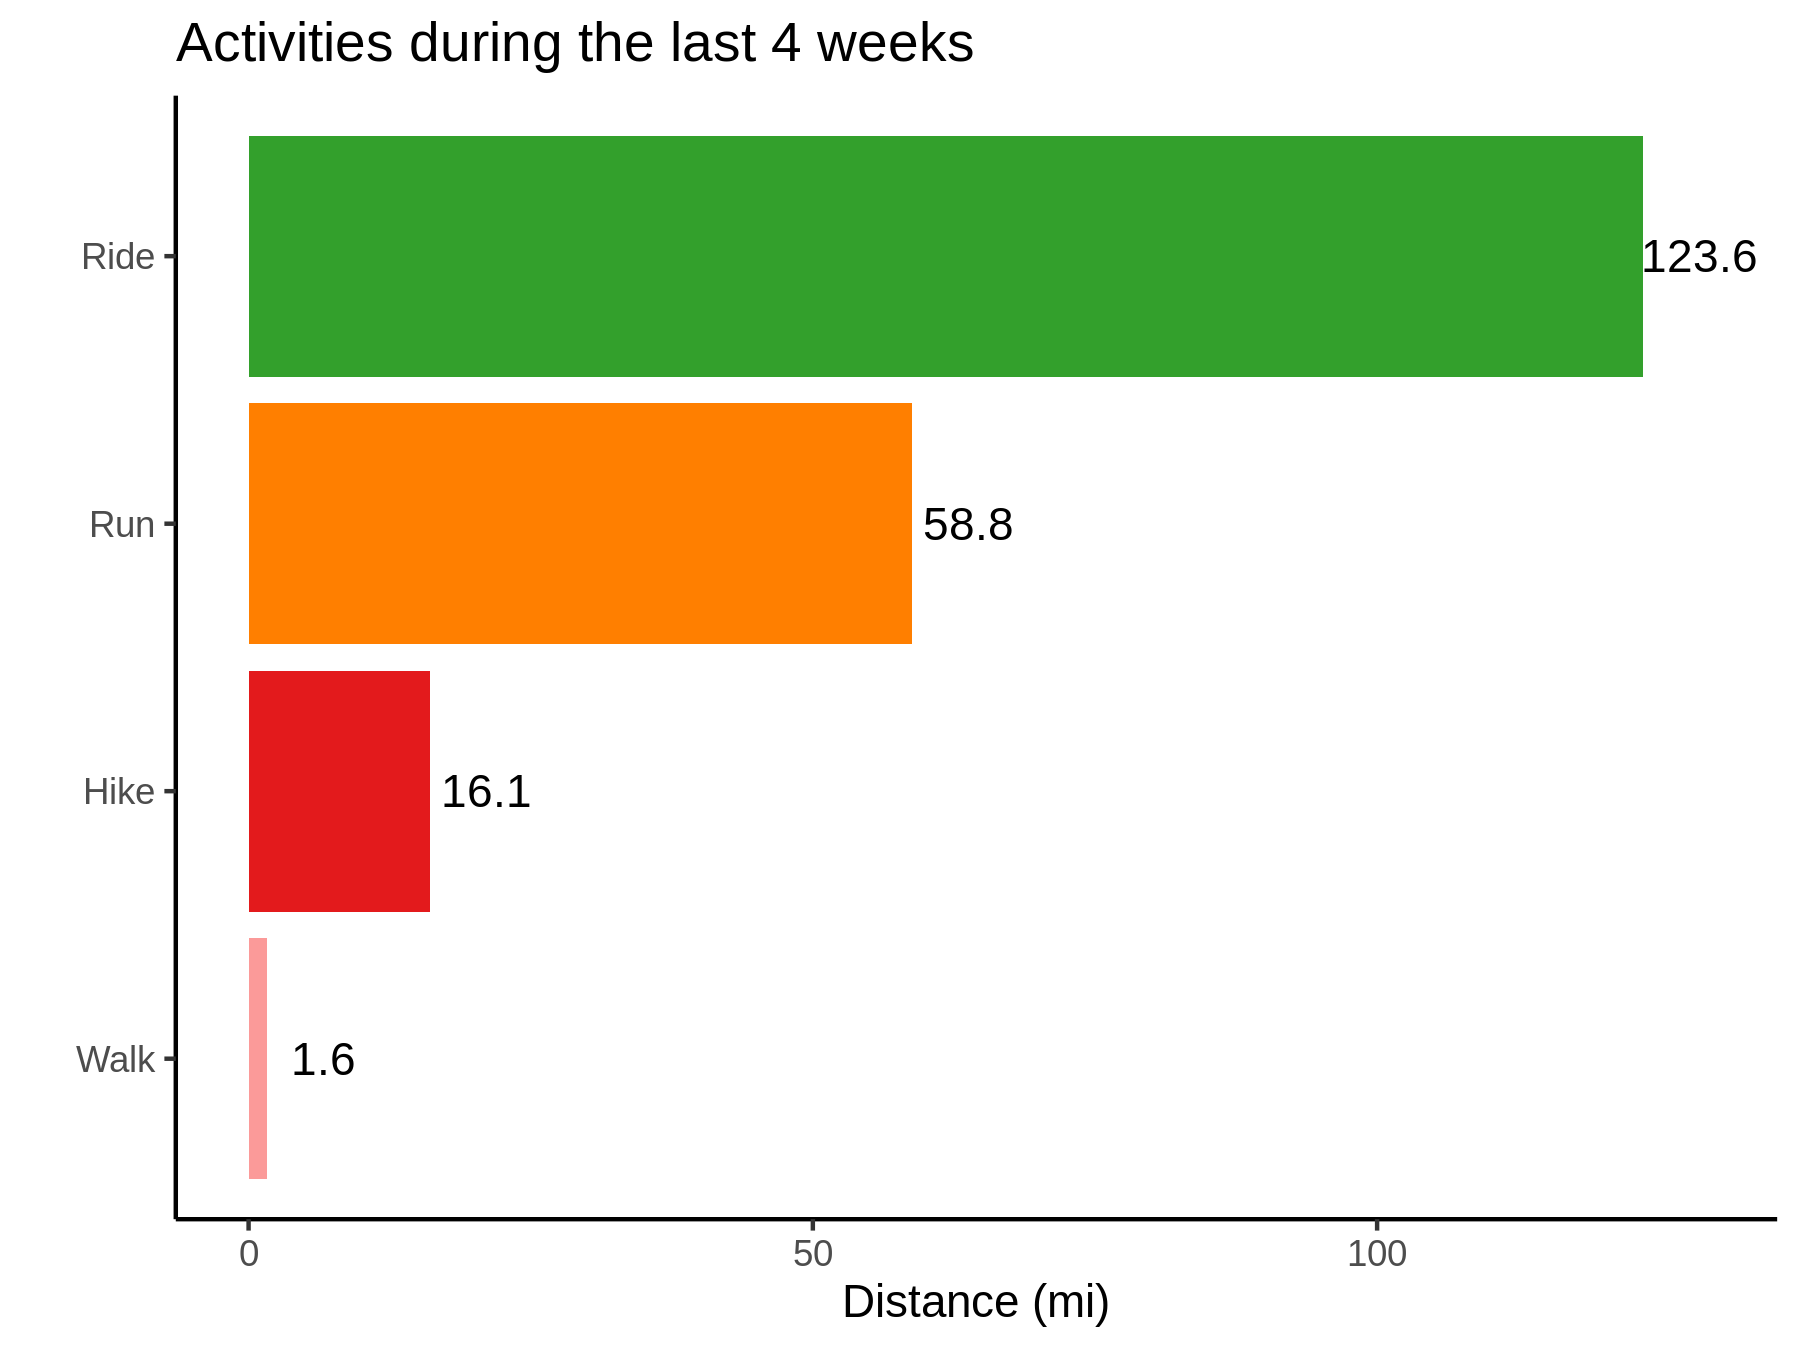 Activities during the last 4 weeks
Ride
123.6
Run
58.8
Hike
16.1
Walk
1.6
0 50 100
Distance (mi)